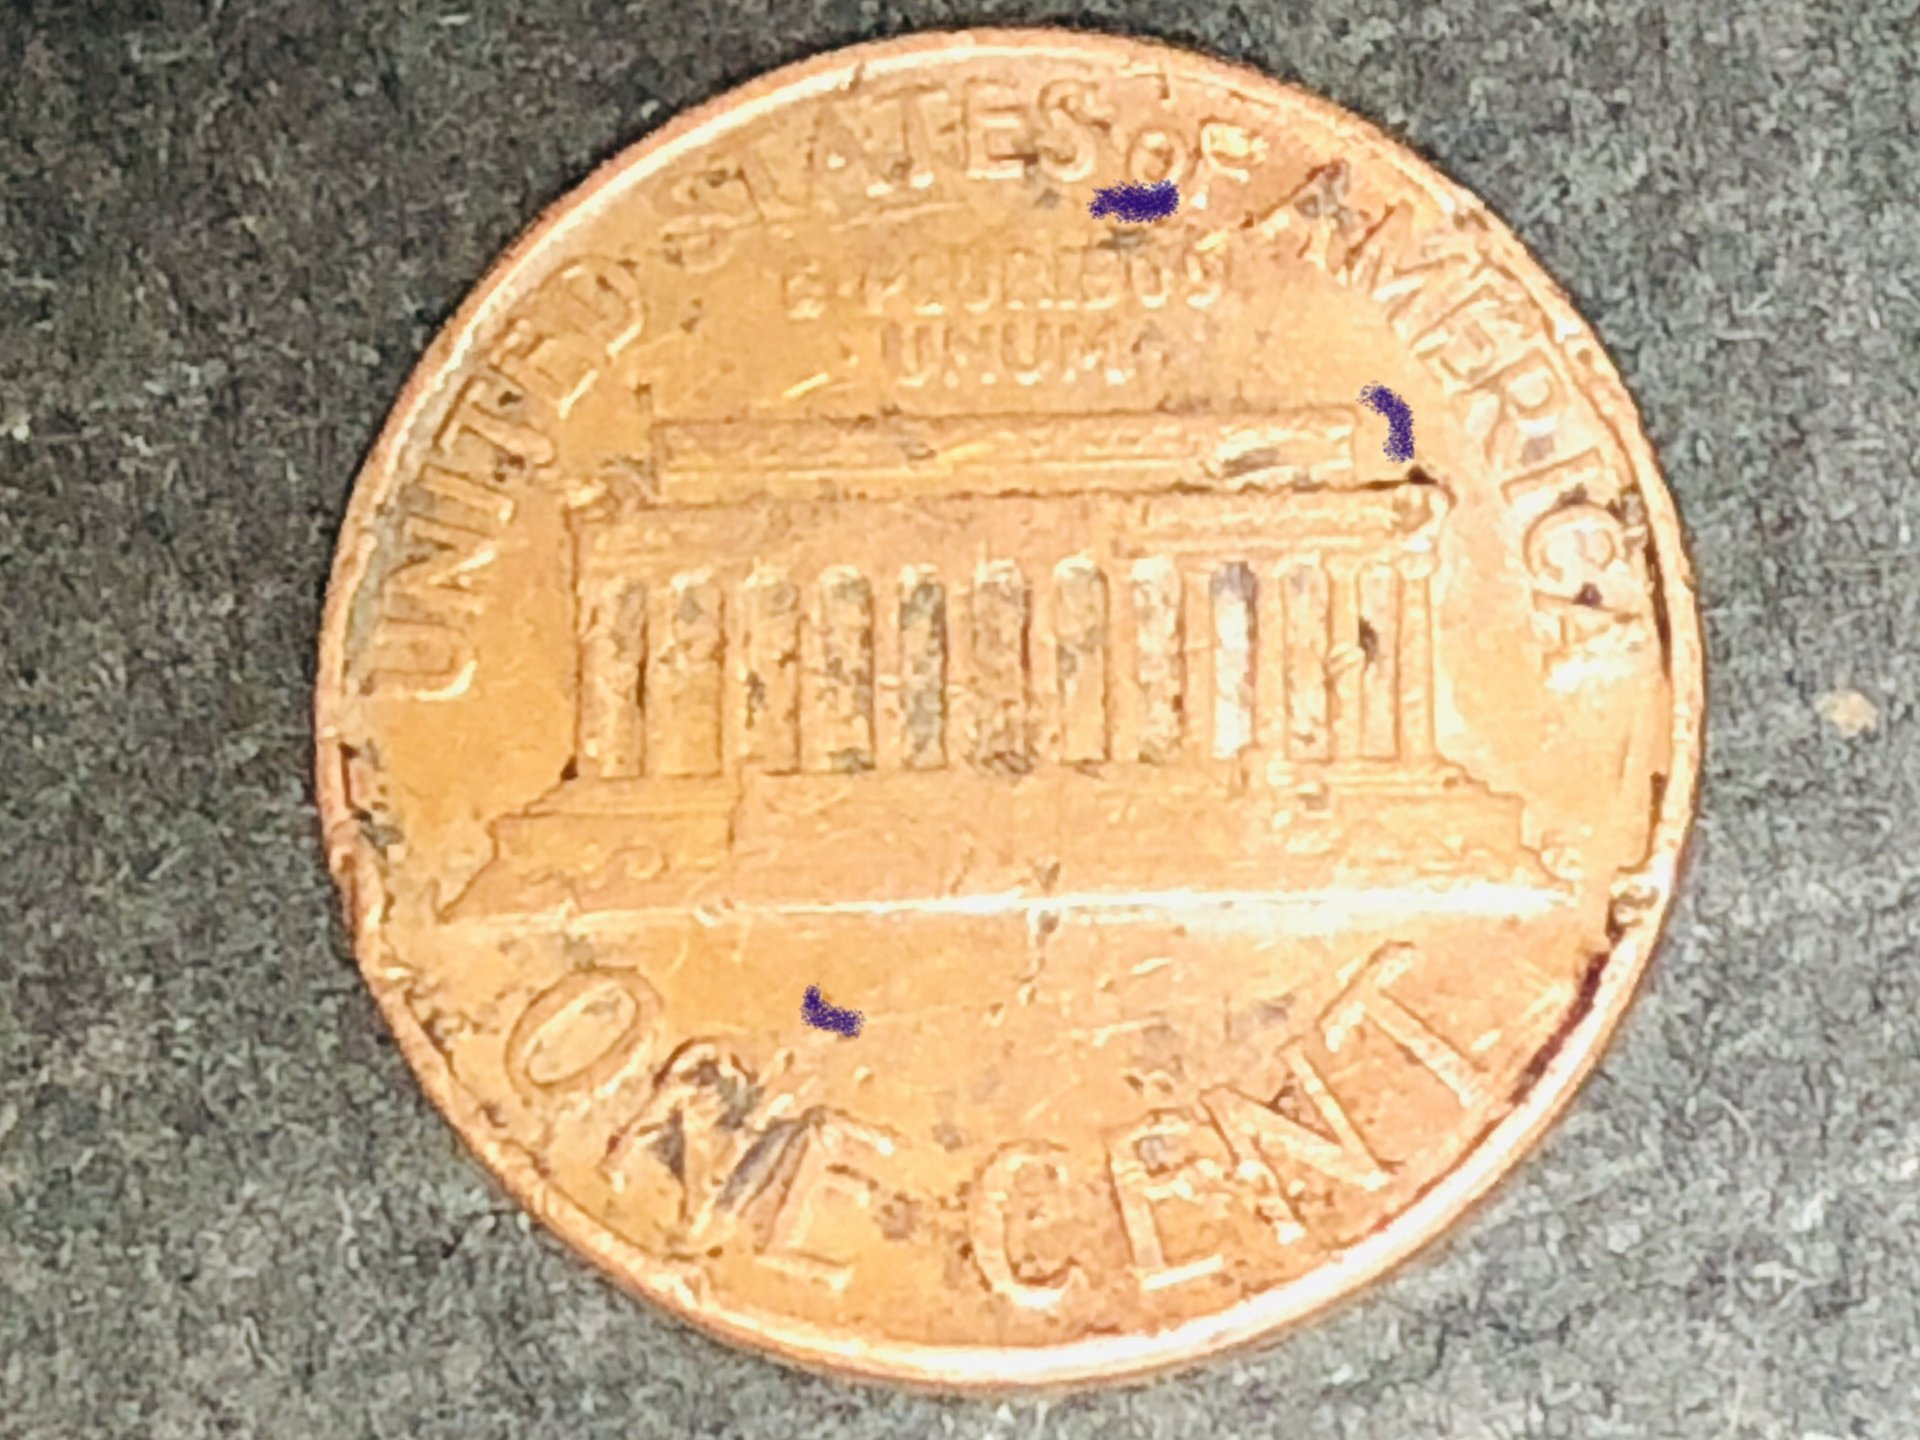 UNITED STATES OF AMERICA
E·PLURIBUS
UNUM
ONE CENT